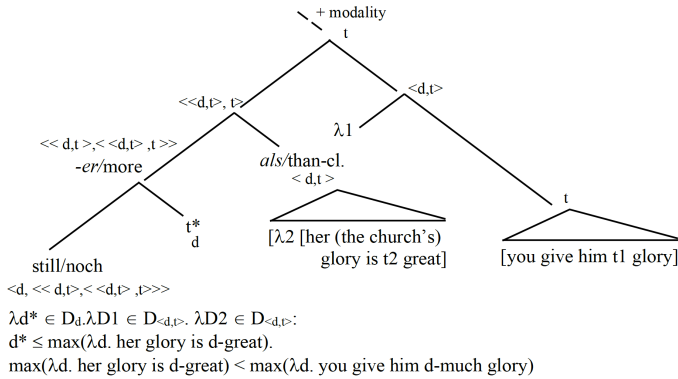 + modality
t
<<d,t>, t>
<d,t>
λ1
<< d,t >,< <d,t> ,t >>
-er/more
als/than-cl.
< d,t >
t*
d
t
still/noch
<d, << d,t>,< <d,t> ,t>>>
[λ2 [her (the church's)
glory is t2 great]
[you give him t1 glory]
λd* ∈ Dd.λD1 ∈ D<d,t>. λD2 ∈ D<d,t>:
d* ≤ max(λd. her glory is d-great).
max(λd. her glory is d-great) < max(λd. you give him d-much glory)